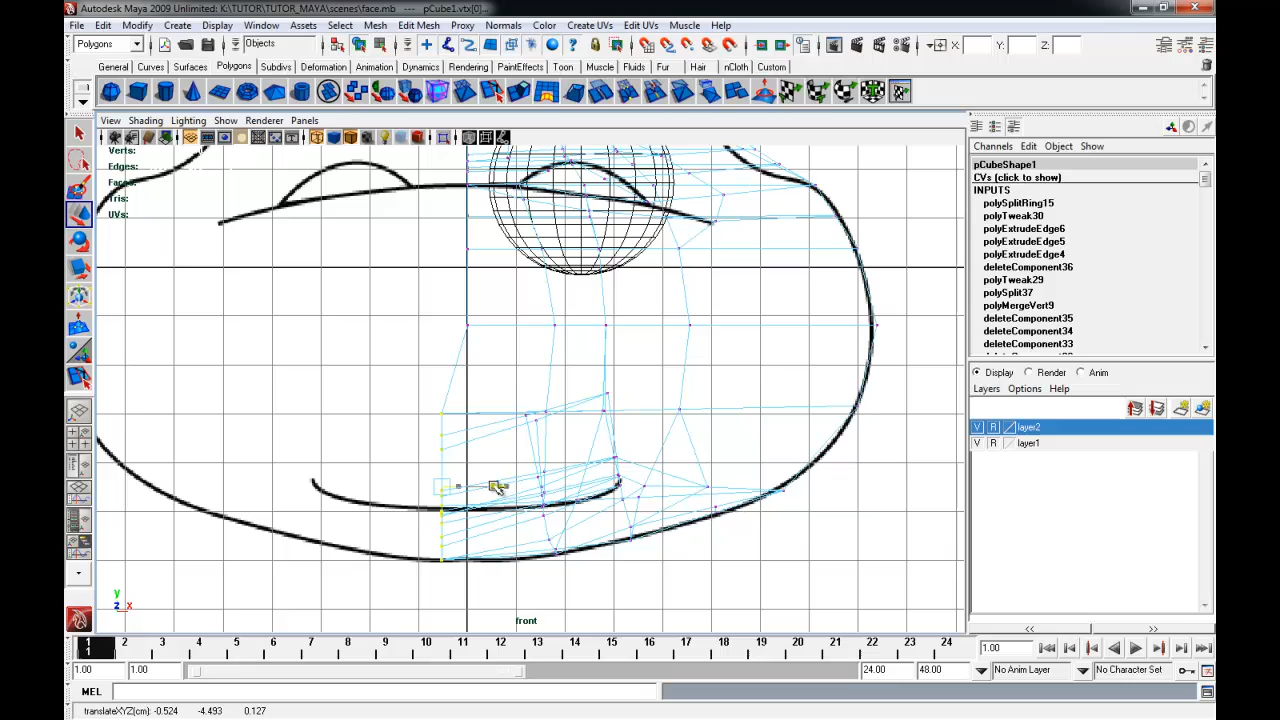 Autodesk Maya 2009 Unlimited: K:\TUTOR\TUTOR_MAYA\scenes\face.mb --- pCube1.vtx[0]...
File Edit Modify Create Display Window Assets Select Mesh Edit Mesh Proxy Normals Color Create UVs Edit UVs Muscle Help
Polygons Objects X: Y: Z:
General Curves Surfaces Polygons Subdivs Deformation Animation Dynamics Rendering PaintEffects Toon Muscle Fluids Fur Hair nCloth Custom
View Shading Lighting Show Renderer Panels
Verts:
Edges:
Faces:
Tris:
UVs:
Channels Edit Object Show
pCubeShape1
CVs (click to show)
INPUTS
polySplitRing15
polyTweak30
polyExtrudeEdge6
polyExtrudeEdge5
polyExtrudeEdge4
deleteComponent36
polyTweak29
polySplit37
polyMergeVert9
deleteComponent35
deleteComponent34
deleteComponent33
Display Render Anim
Layers Options Help
V R layer2
V R layer1
y
z x
front
1 2 3 4 5 6 7 8 9 10 11 12 13 14 15 16 17 18 19 20 21 22 23 24
1
1.00
1.00 1.00 24.00 48.00 No Anim Layer No Character Set
MEL
translateXYZ(cm): -0.524 -4.493 0.127